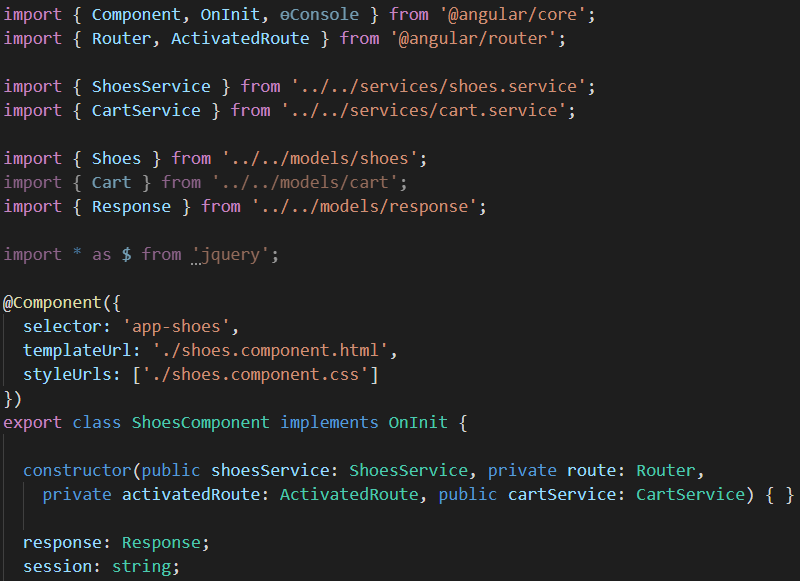 import { Component, OnInit, ɵConsole } from '@angular/core';
import { Router, ActivatedRoute } from '@angular/router';
import { ShoesService } from '../../services/shoes.service';
import { CartService } from '../../services/cart.service';
import { Shoes } from '../../models/shoes';
import { Cart } from '../../models/cart';
import { Response } from '../../models/response';
import * as $ from 'jquery';
@Component({
  selector: 'app-shoes',
  templateUrl: './shoes.component.html',
  styleUrls: ['./shoes.component.css']
})
export class ShoesComponent implements OnInit {
  constructor(public shoesService: ShoesService, private route: Router,
    private activatedRoute: ActivatedRoute, public cartService: CartService) { }
  response: Response;
  session: string;